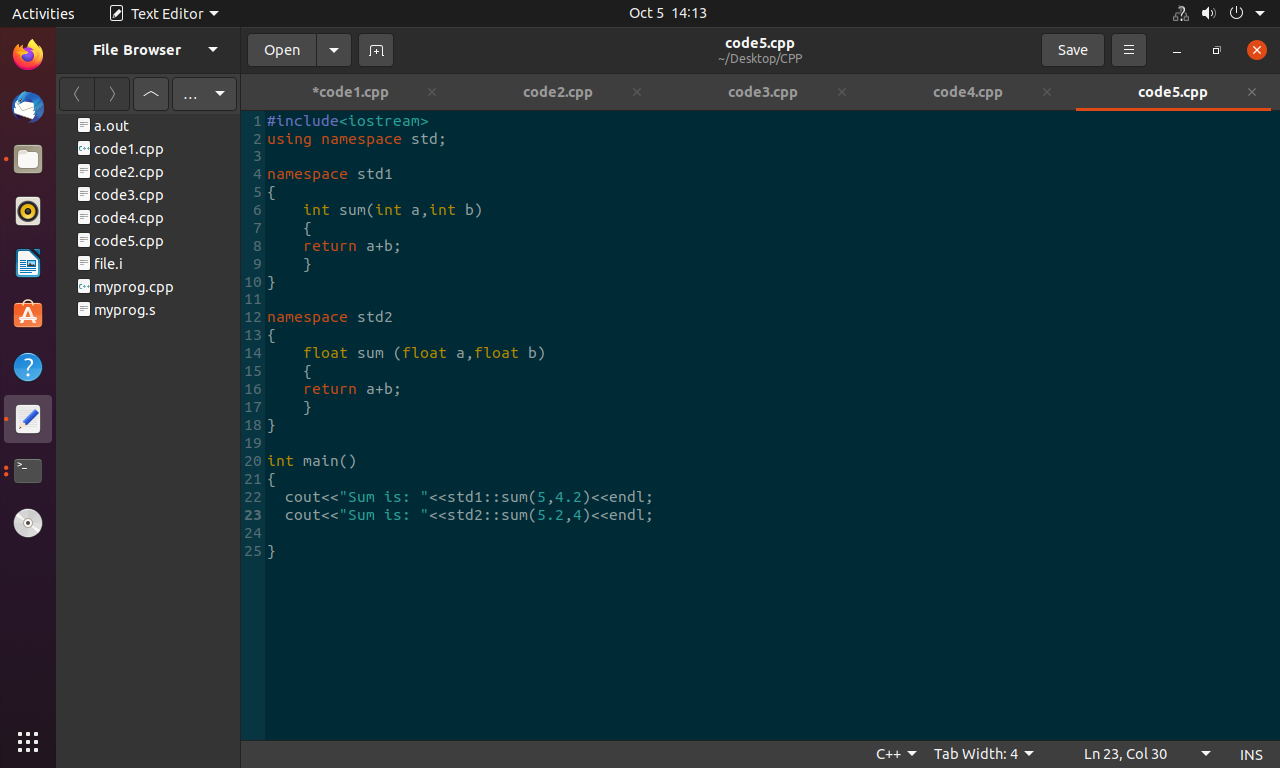 Activities Text Editor Oct 5 14:13
File Browser
Open
code5.cpp
~/Desktop/CPP
Save
...
*code1.cpp code2.cpp code3.cpp code4.cpp code5.cpp
a.out
code1.cpp
code2.cpp
code3.cpp
code4.cpp
code5.cpp
file.i
myprog.cpp
myprog.s
1 #include<iostream>
2 using namespace std;
3
4 namespace std1
5 {
6     int sum(int a,int b)
7     {
8     return a+b;
9     }
10 }
11
12 namespace std2
13 {
14     float sum (float a,float b)
15     {
16     return a+b;
17     }
18 }
19
20 int main()
21 {
22   cout<<"Sum is: "<<std1::sum(5,4.2)<<endl;
23   cout<<"Sum is: "<<std2::sum(5.2,4)<<endl;
24
25 }
C++ Tab Width: 4 Ln 23, Col 30 INS